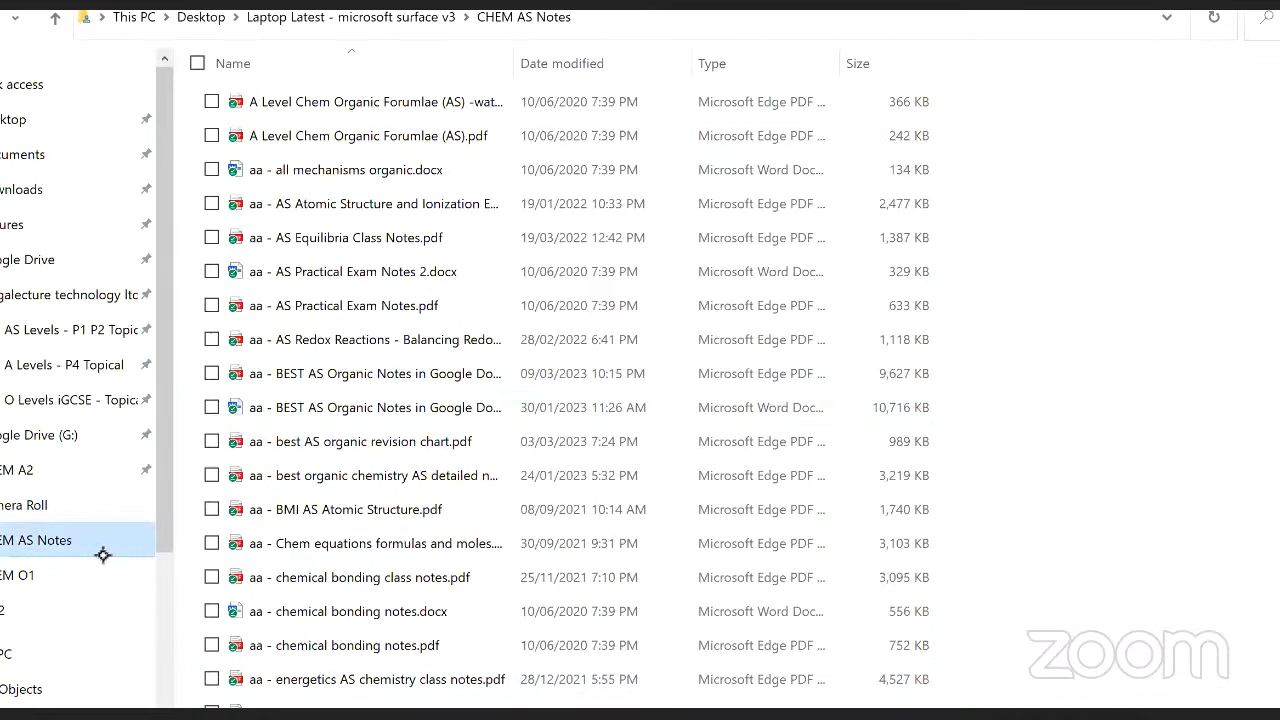 This PC > Desktop > Laptop Latest - microsoft surface v3 > CHEM AS Notes
Name Date modified Type Size
k access
ktop
cuments
wnloads
ures
gle Drive
galecture technology ltc
AS Levels - P1 P2 Topic
A Levels - P4 Topical
O Levels iGCSE - Topica
gle Drive (G:)
EM A2
nera Roll
EM AS Notes
EM O1
2
PC
Objects
A Level Chem Organic Forumlae (AS) -wat... 10/06/2020 7:39 PM Microsoft Edge PDF ... 366 KB
A Level Chem Organic Forumlae (AS).pdf 10/06/2020 7:39 PM Microsoft Edge PDF ... 242 KB
aa - all mechanisms organic.docx 10/06/2020 7:39 PM Microsoft Word Doc... 134 KB
aa - AS Atomic Structure and Ionization E... 19/01/2022 10:33 PM Microsoft Edge PDF ... 2,477 KB
aa - AS Equilibria Class Notes.pdf 19/03/2022 12:42 PM Microsoft Edge PDF ... 1,387 KB
aa - AS Practical Exam Notes 2.docx 10/06/2020 7:39 PM Microsoft Word Doc... 329 KB
aa - AS Practical Exam Notes.pdf 10/06/2020 7:39 PM Microsoft Edge PDF ... 633 KB
aa - AS Redox Reactions - Balancing Redo... 28/02/2022 6:41 PM Microsoft Edge PDF ... 1,118 KB
aa - BEST AS Organic Notes in Google Do... 09/03/2023 10:15 PM Microsoft Edge PDF ... 9,627 KB
aa - BEST AS Organic Notes in Google Do... 30/01/2023 11:26 AM Microsoft Word Doc... 10,716 KB
aa - best AS organic revision chart.pdf 03/03/2023 7:24 PM Microsoft Edge PDF ... 989 KB
aa - best organic chemistry AS detailed n... 24/01/2023 5:32 PM Microsoft Edge PDF ... 3,219 KB
aa - BMI AS Atomic Structure.pdf 08/09/2021 10:14 AM Microsoft Edge PDF ... 1,740 KB
aa - Chem equations formulas and moles.... 30/09/2021 9:31 PM Microsoft Edge PDF ... 3,103 KB
aa - chemical bonding class notes.pdf 25/11/2021 7:10 PM Microsoft Edge PDF ... 3,095 KB
aa - chemical bonding notes.docx 10/06/2020 7:39 PM Microsoft Word Doc... 556 KB
aa - chemical bonding notes.pdf 10/06/2020 7:39 PM Microsoft Edge PDF ... 752 KB
aa - energetics AS chemistry class notes.pdf 28/12/2021 5:55 PM Microsoft Edge PDF ... 4,527 KB
zoom